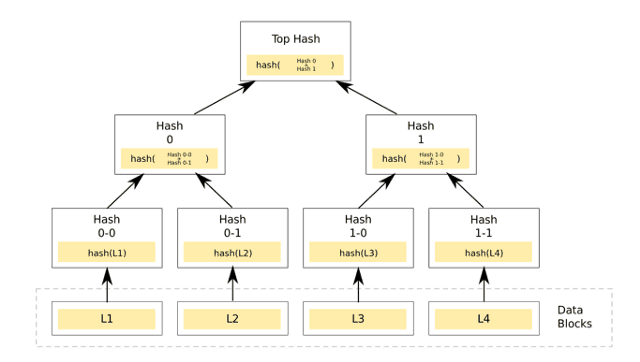 Top Hash
hash( Hash 0 + Hash 1 )
Hash
0
hash( Hash 0-0 + Hash 0-1 )
Hash
1
hash( Hash 1-0 + Hash 1-1 )
Hash
0-0
hash(L1)
Hash
0-1
hash(L2)
Hash
1-0
hash(L3)
Hash
1-1
hash(L4)
L1
L2
L3
L4
Data
Blocks